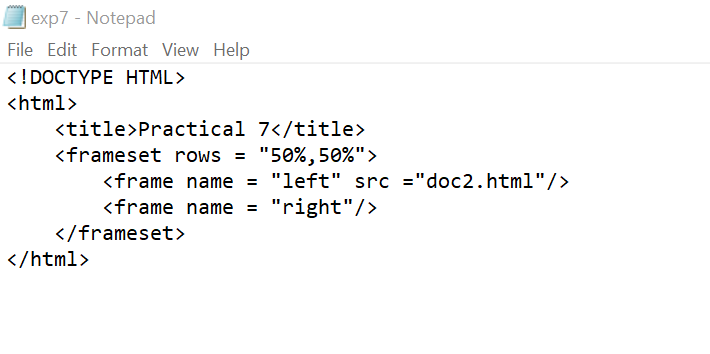 exp7 - Notepad
File Edit Format View Help
<!DOCTYPE HTML>
<html>
    <title>Practical 7</title>
    <frameset rows = "50%,50%">
        <frame name = "left" src ="doc2.html"/>
        <frame name = "right"/>
    </frameset>
</html>